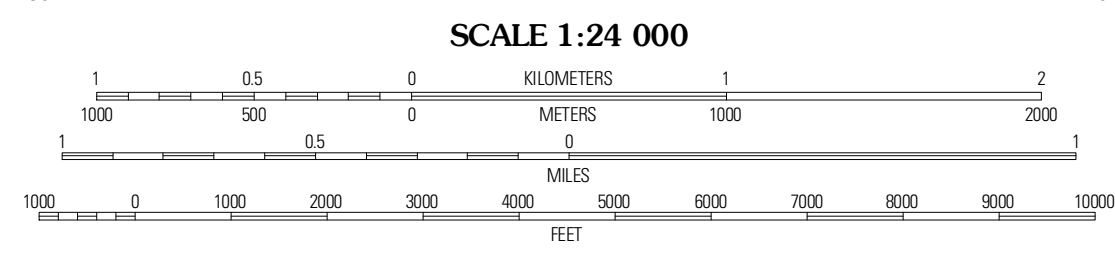 SCALE 1:24 000
1 0.5 0 KILOMETERS 1 2
1000 500 0 METERS 1000 2000
1 0.5 0 1
MILES
1000 0 1000 2000 3000 4000 5000 6000 7000 8000 9000 10000
FEET